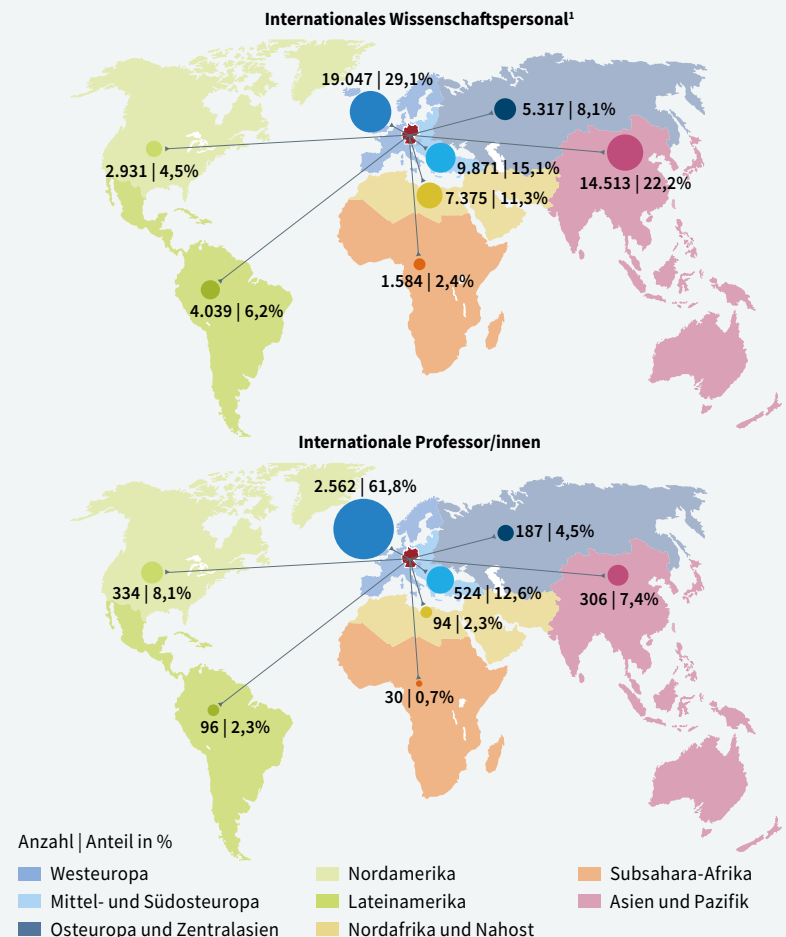 Internationales Wissenschaftspersonal¹
19.047 | 29,1%
5.317 | 8,1%
2.931 | 4,5%
9.871 | 15,1%
14.513 | 22,2%
7.375 | 11,3%
1.584 | 2,4%
4.039 | 6,2%
Internationale Professor/innen
2.562 | 61,8%
187 | 4,5%
334 | 8,1%
524 | 12,6%
306 | 7,4%
94 | 2,3%
30 | 0,7%
96 | 2,3%
Anzahl | Anteil in %
Westeuropa
Mittel- und Südosteuropa
Osteuropa und Zentralasien
Nordamerika
Lateinamerika
Nordafrika und Nahost
Subsahara-Afrika
Asien und Pazifik